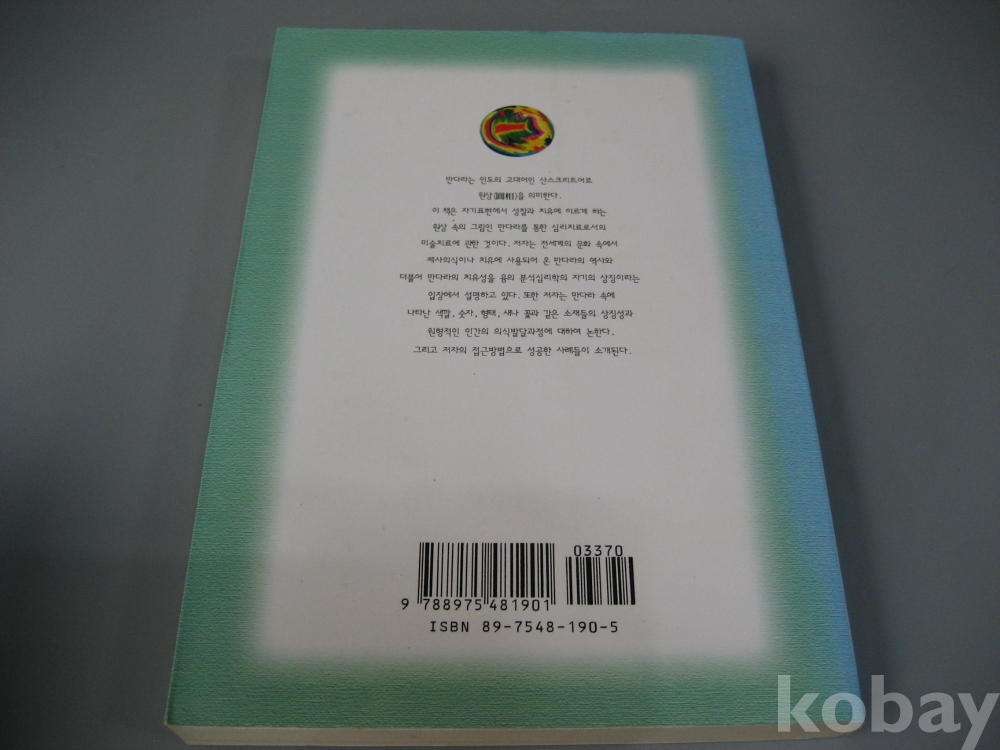 만다라는 인도의 고대어인 산스크리트어로
원상(圓相)을 의미한다.
이 책은 자기표현에서 성찰과 치유에 이르게 하는
원상 속의 그림인 만다라를 통한 심리치료로서의
미술치료에 관한 것이다. 저자는 전세계의 문화 속에서
제사의식이나 치유에 사용되어 온 만다라의 역사와
더불어 만다라의 치유성을 융의 분석심리학의 자기의 상징이라는
입장에서 설명하고 있다. 또한 저자는 만다라 속에
나타난 색깔, 숫자, 형태, 새나 꽃과 같은 소재들의 상징성과
원형적인 인간의 의식발달과정에 대하여 논한다.
그리고 저자의 접근방법으로 성공한 사례들이 소개된다.
03370
9 788975 481901
ISBN 89-7548-190-5
kobay